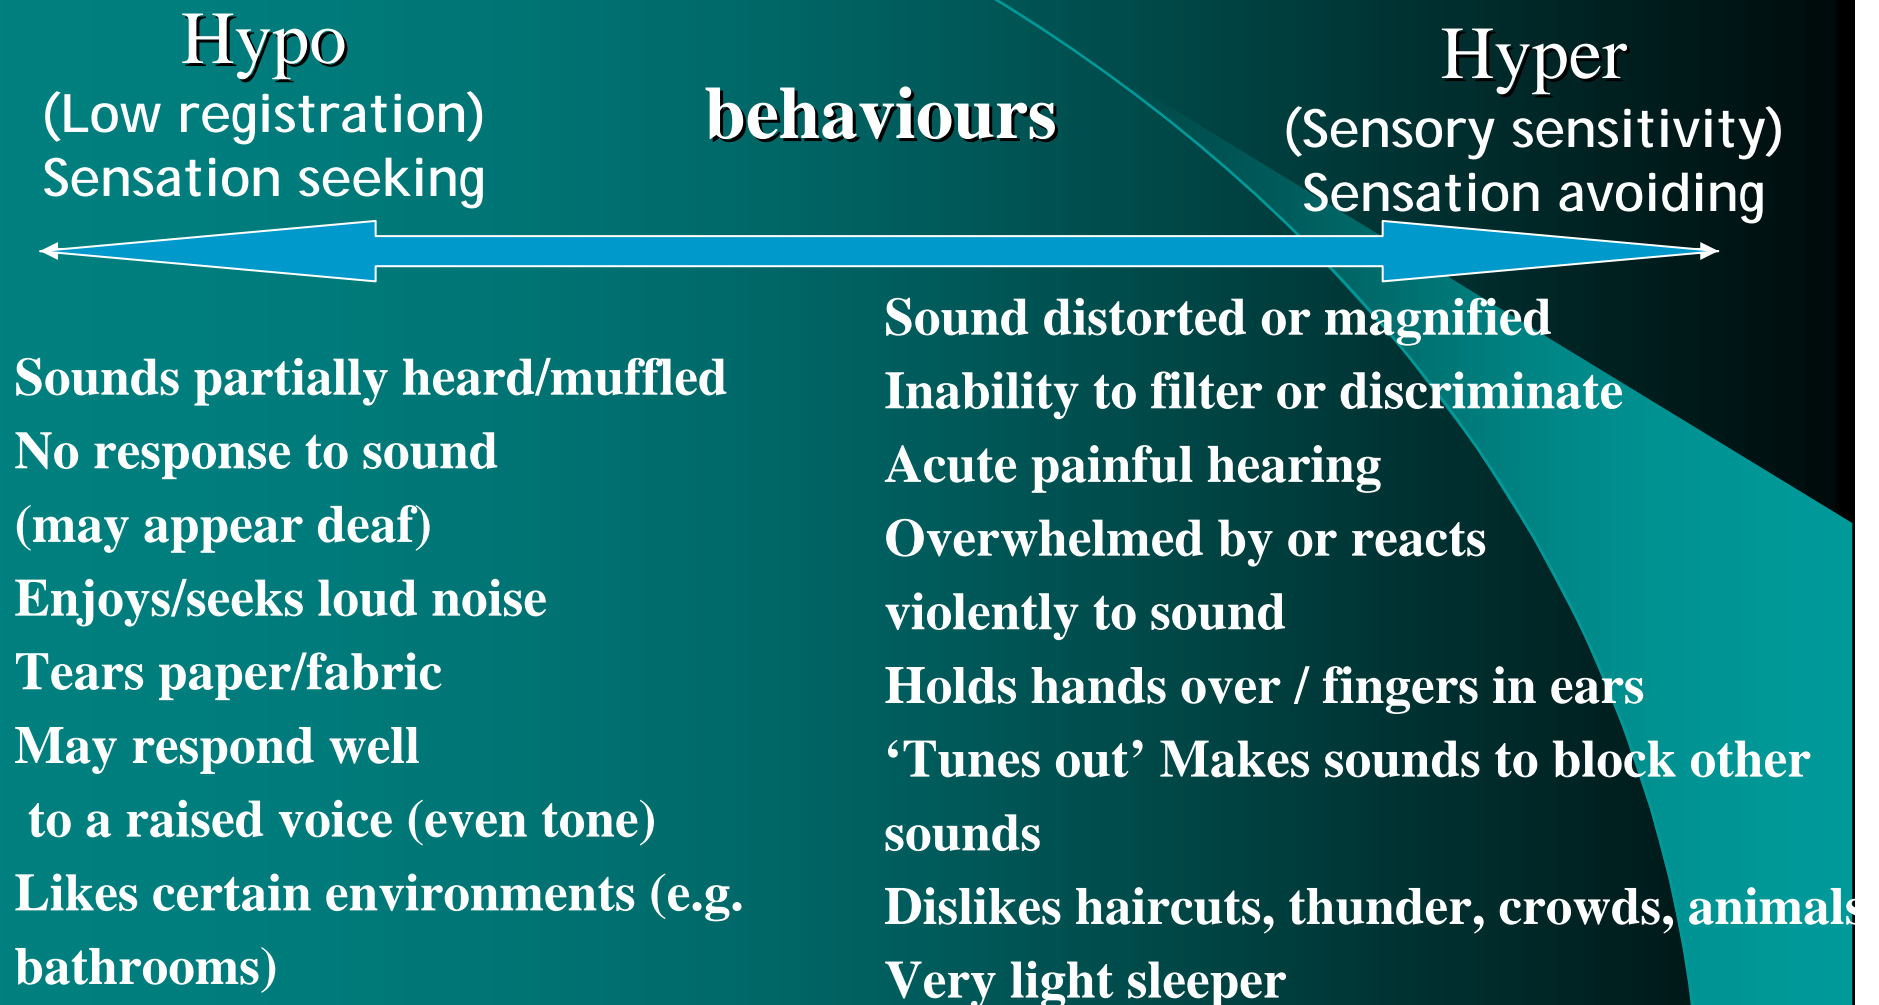 Hypo
(Low registration)
Sensation seeking
behaviours
Hyper
(Sensory sensitivity)
Sensation avoiding
Sounds partially heard/muffled
No response to sound
(may appear deaf)
Enjoys/seeks loud noise
Tears paper/fabric
May respond well
to a raised voice (even tone)
Likes certain environments (e.g.
bathrooms)
Sound distorted or magnified
Inability to filter or discriminate
Acute painful hearing
Overwhelmed by or reacts
violently to sound
Holds hands over / fingers in ears
‘Tunes out’ Makes sounds to block other
sounds
Dislikes haircuts, thunder, crowds, animals
Very light sleeper